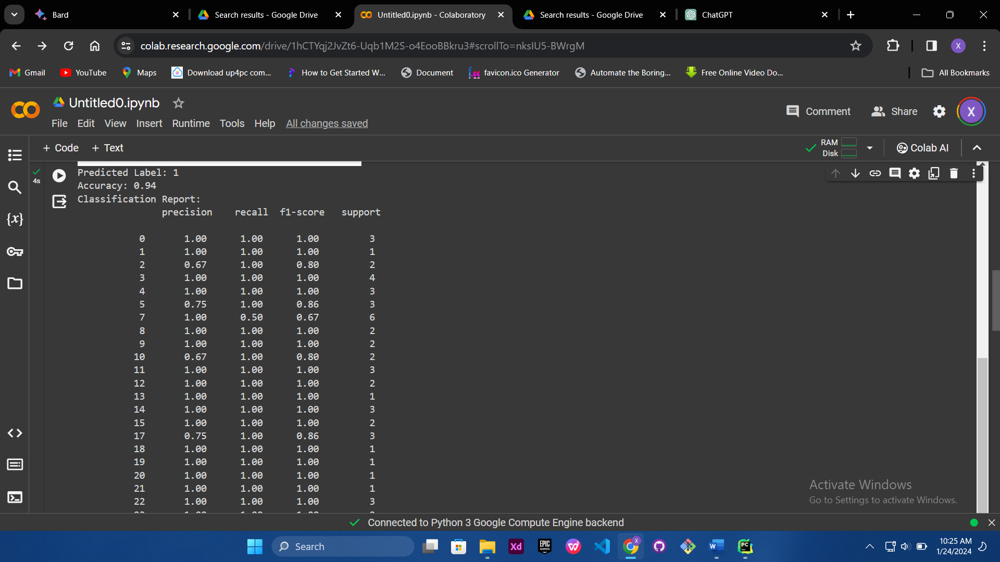 Bard
Search results - Google Drive
Untitled0.ipynb - Colaboratory
Search results - Google Drive
ChatGPT
colab.research.google.com/drive/1hCTYqj2JvZt6-Uqb1M2S-o4EooBBkru3#scrollTo=nksIU5-BWrgM
X
Gmail
YouTube
Maps
Download up4pc com...
How to Get Started W...
Document
favicon.ico Generator
Automate the Boring...
Free Online Video Do...
All Bookmarks
Untitled0.ipynb
Comment
Share
X
File Edit View Insert Runtime Tools Help All changes saved
+ Code + Text
RAM
Disk
Colab AI
4s
Predicted Label: 1
Accuracy: 0.94
Classification Report:
precision recall f1-score support
0 1.00 1.00 1.00 3
1 1.00 1.00 1.00 1
2 0.67 1.00 0.80 2
3 1.00 1.00 1.00 4
4 1.00 1.00 1.00 3
5 0.75 1.00 0.86 3
7 1.00 0.50 0.67 6
8 1.00 1.00 1.00 2
9 1.00 1.00 1.00 2
10 0.67 1.00 0.80 2
11 1.00 1.00 1.00 3
12 1.00 1.00 1.00 2
13 1.00 1.00 1.00 1
14 1.00 1.00 1.00 3
15 1.00 1.00 1.00 2
17 0.75 1.00 0.86 3
18 1.00 1.00 1.00 1
19 1.00 1.00 1.00 1
20 1.00 1.00 1.00 1
21 1.00 1.00 1.00 1
22 1.00 1.00 1.00 3
{x}
Activate Windows
Go to Settings to activate Windows.
Connected to Python 3 Google Compute Engine backend
Search
Xd
EPIC GAMES
W
PC
10:25 AM
1/24/2024